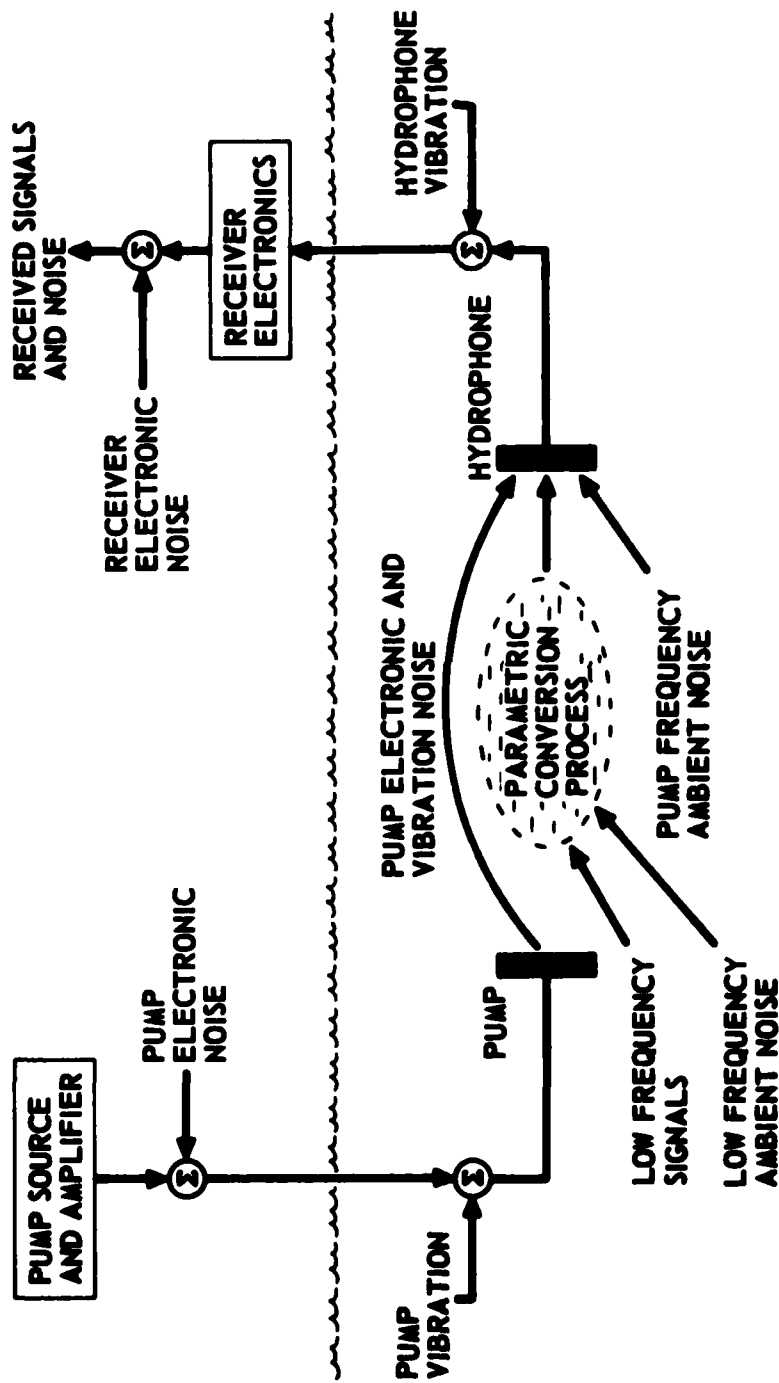 PUMP SOURCE
AND AMPLIFIER
PUMP
ELECTRONIC
NOISE
Σ
RECEIVED SIGNALS
AND NOISE
Σ
RECEIVER
ELECTRONIC
NOISE
RECEIVER
ELECTRONICS
PUMP
VIBRATION
Σ
PUMP
PUMP ELECTRONIC AND
VIBRATION NOISE
PARAMETRIC
CONVERSION
PROCESS
LOW FREQUENCY
SIGNALS
LOW FREQUENCY
AMBIENT NOISE
PUMP FREQUENCY
AMBIENT NOISE
HYDROPHONE
Σ
HYDROPHONE
VIBRATION